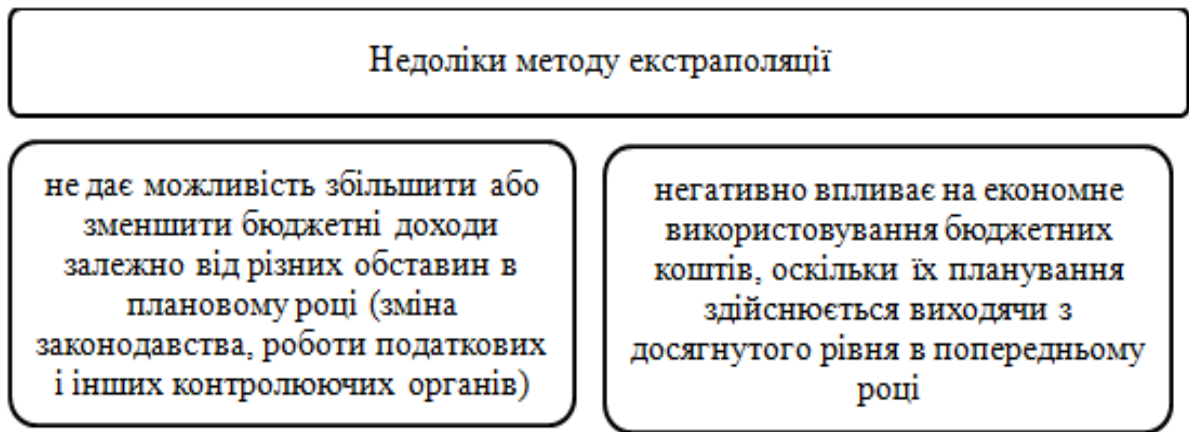 Недоліки методу екстраполяції
не дає можливість збільшити або
зменшити бюджетні доходи
залежно від різних обставин в
плановому році (зміна
законодавства, роботи податкових
і інших контролюючих органів)
негативно впливає на економне
використовування бюджетних
коштів, оскільки їх планування
здійснюється виходячи з
досягнутого рівня в попередньому
році